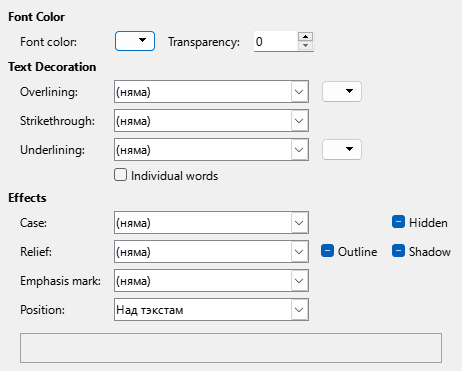 Font Color
Font color: Transparency: 0
Text Decoration
Overlining: (няма)
Strikethrough: (няма)
Underlining: (няма)
Individual words
Effects
Case: (няма) Hidden
Relief: (няма) Outline Shadow
Emphasis mark: (няма)
Position: Над тэкстам